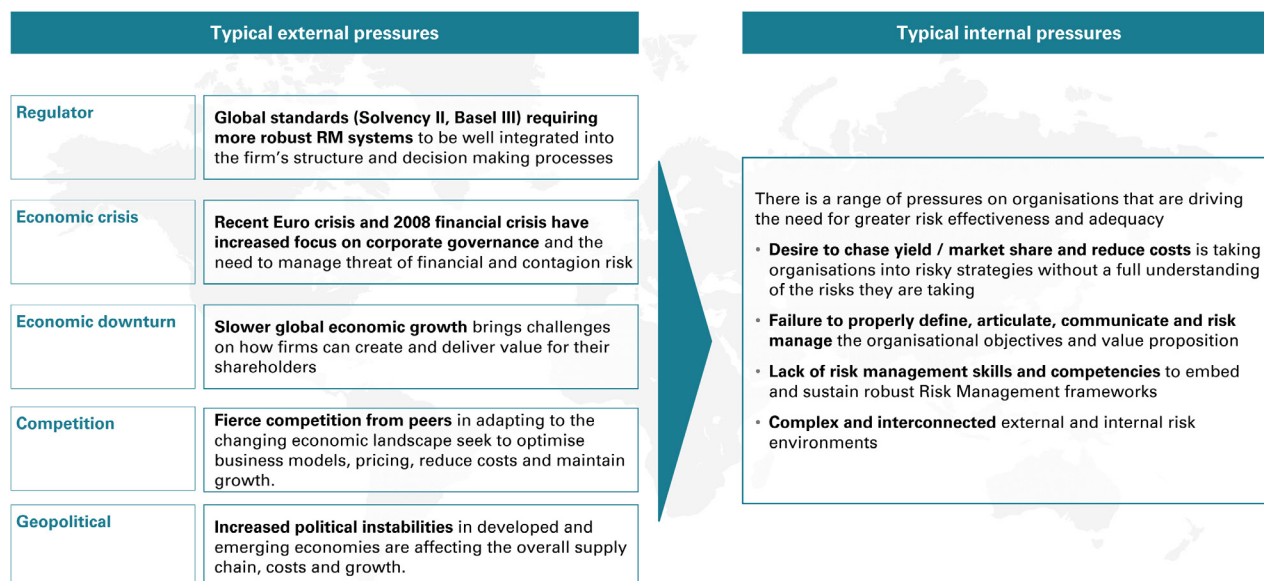 Typical external pressures
Regulator
Global standards (Solvency II, Basel III) requiring
more robust RM systems to be well integrated into
the firm's structure and decision making processes
Economic crisis
Recent Euro crisis and 2008 financial crisis have
increased focus on corporate governance and the
need to manage threat of financial and contagion risk
Economic downturn
Slower global economic growth brings challenges
on how firms can create and deliver value for their
shareholders
Competition
Fierce competition from peers in adapting to the
changing economic landscape seek to optimise
business models, pricing, reduce costs and maintain
growth.
Geopolitical
Increased political instabilities in developed and
emerging economies are affecting the overall supply
chain, costs and growth.
Typical internal pressures
There is a range of pressures on organisations that are driving
the need for greater risk effectiveness and adequacy
• Desire to chase yield / market share and reduce costs is taking
organisations into risky strategies without a full understanding
of the risks they are taking
• Failure to properly define, articulate, communicate and risk
manage the organisational objectives and value proposition
• Lack of risk management skills and competencies to embed
and sustain robust Risk Management frameworks
• Complex and interconnected external and internal risk
environments